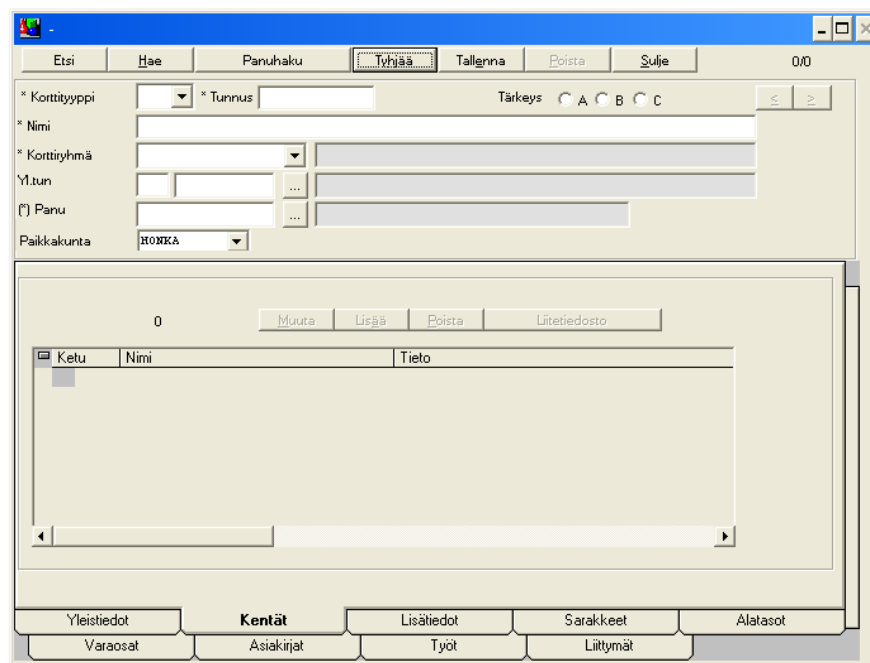 -
Etsi Hae Panuhaku Tyhjää Tallenna Poista Sulje 0/0
* Korttityyppi * Tunnus Tärkeys A B C ≤ ≥
* Nimi
* Korttiryhmä
Yl.tun ...
(*) Panu ...
Paikkakunta HONKA
0 Muuta Lisää Poista Liitetiedosto
Ketu Nimi Tieto
Yleistiedot Kentät Lisätiedot Sarakkeet Alatasot
Varaosat Asiakirjat Työt Liittymät